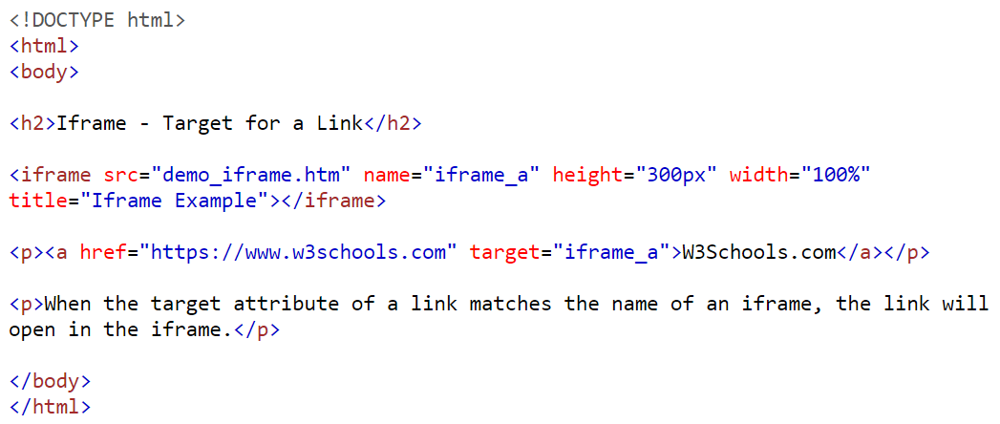 <!DOCTYPE html>
<html>
<body>
<h2>Iframe - Target for a Link</h2>
<iframe src="demo_iframe.htm" name="iframe_a" height="300px" width="100%"
title="Iframe Example"></iframe>
<p><a href="https://www.w3schools.com" target="iframe_a">W3Schools.com</a></p>
<p>When the target attribute of a link matches the name of an iframe, the link will
open in the iframe.</p>
</body>
</html>